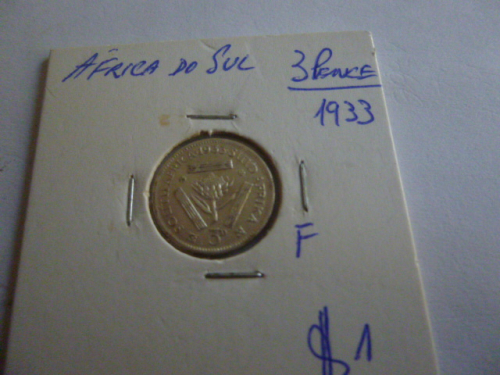 ÁFRICA DO SUL 3 PENCE
1933
F
$1